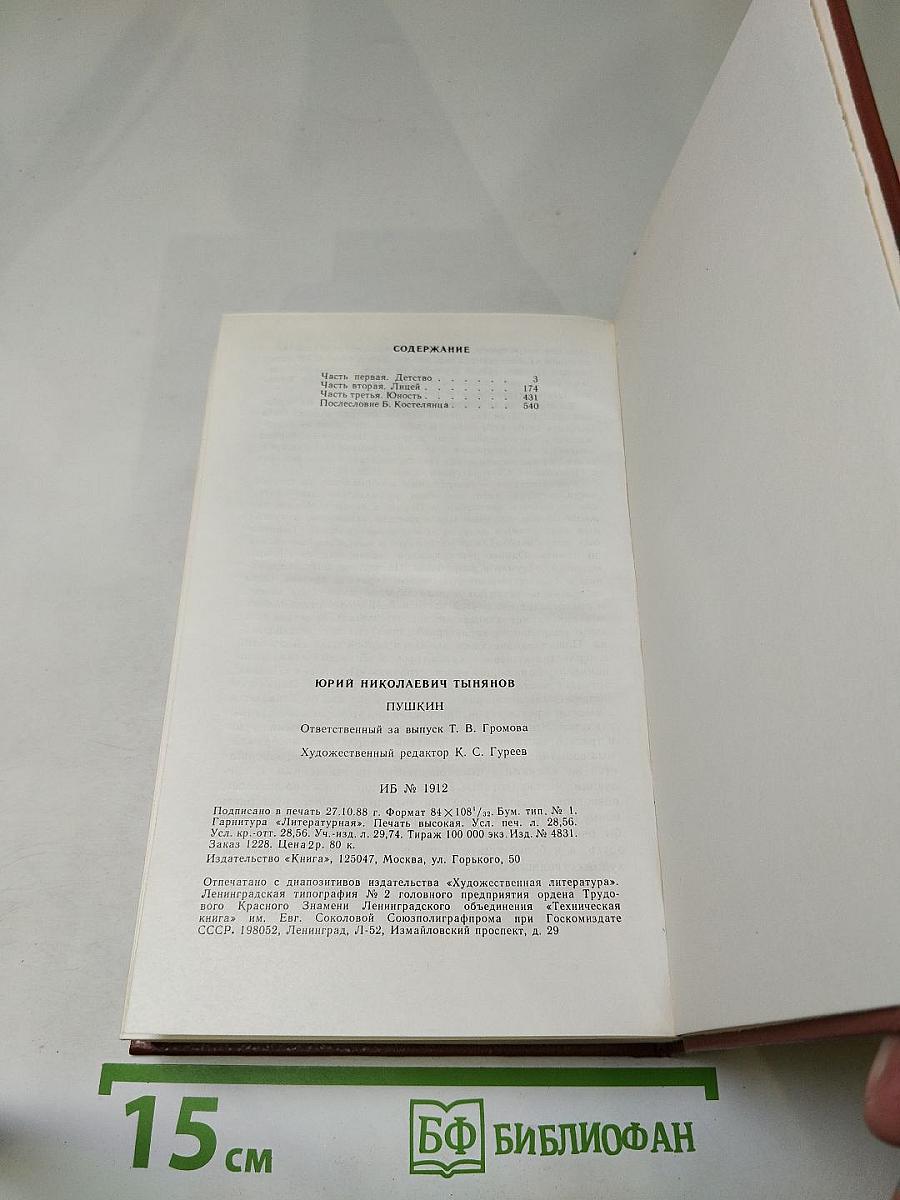 СОДЕРЖАНИЕ
Часть первая. Детство . . . . . . 3
Часть вторая. Лицей . . . . . . . 174
Часть третья. Юность . . . . . . . 431
Послесловие Б. Костелянца . . . . . 540
ЮРИЙ НИКОЛАЕВИЧ ТЫНЯНОВ
ПУШКИН
Ответственный за выпуск Т. В. Громова
Художественный редактор К. С. Гуреев
ИБ № 1912
Подписано в печать 27.10.88 г. Формат 84×108¹/₃₂. Бум. тип. № 1.
Гарнитура «Литературная». Печать высокая. Усл. печ. л. 28,56.
Усл. кр.-отт. 28,56. Уч.-изд. л. 29,74. Тираж 100 000 экз. Изд. № 4831.
Заказ 1228. Цена 2 р. 80 к.
Издательство «Книга», 125047, Москва, ул. Горького, 50
Отпечатано с диапозитивов издательства «Художественная литература».
Ленинградская типография № 2 головного предприятия ордена Трудо-
вого Красного Знамени Ленинградского объединения «Техническая
книга» им. Евг. Соколовой Союзполиграфпрома при Госкомиздате
СССР. 198052, Ленинград, Л-52, Измайловский проспект, д. 29
15 см
БФ БИБЛИОФАН